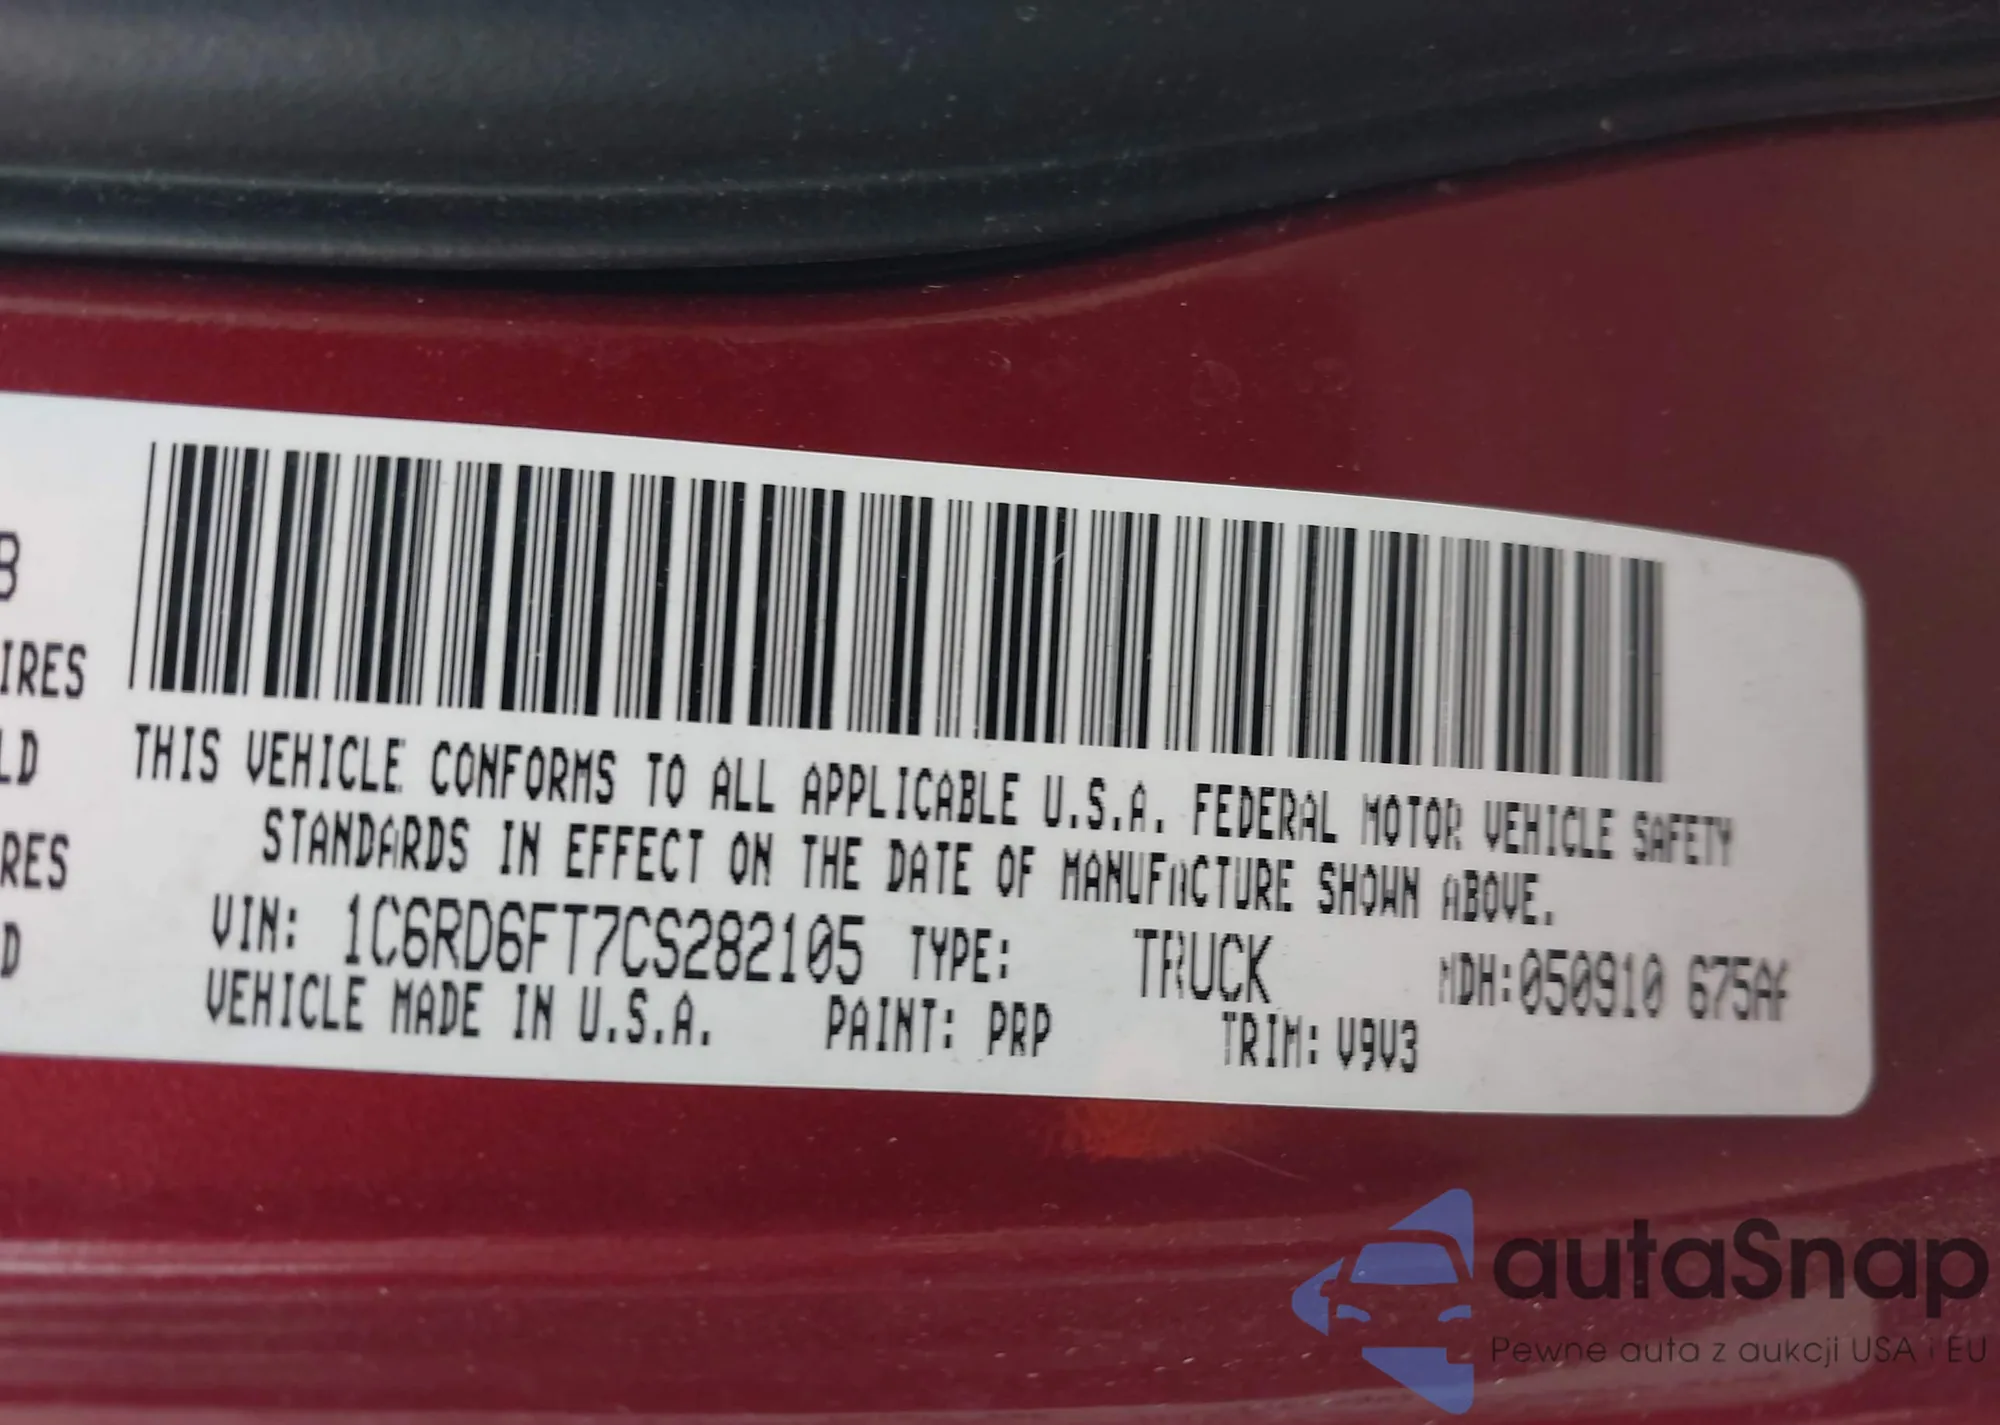 B
IRES
LD
RES
D
THIS VEHICLE CONFORMS TO ALL APPLICABLE U.S.A. FEDERAL MOTOR VEHICLE SAFETY
STANDARDS IN EFFECT ON THE DATE OF MANUFACTURE SHOWN ABOVE.
VIN: 1C6RD6FT7CS282105 TYPE: TRUCK MDH:050910
VEHICLE MADE IN U.S.A. PAINT: PRP TRIM: V9V3
autaSnap
Pewne auta z aukcji USA i EU